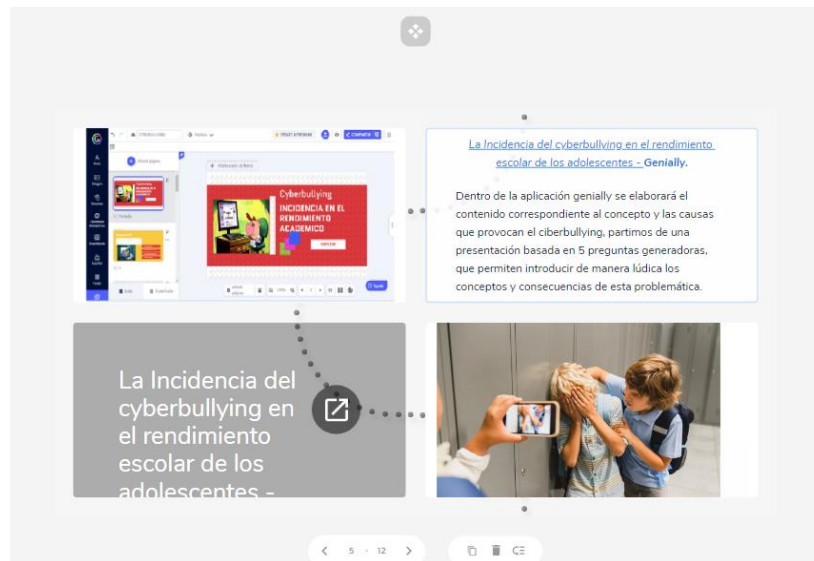 COMPARTIR
Añadir página
Cyberbullying
INCIDENCIA EN EL
RENDIMIENTO
ACADEMICO
La Incidencia del cyberbullying en el rendimiento
escolar de los adolescentes - Genially.
Dentro de la aplicación genially se elaborará el
contenido correspondiente al concepto y las causas
que provocan el ciberbullying, partimos de una
presentación basada en 5 preguntas generadoras,
que permiten introducir de manera lúdica los
conceptos y consecuencias de esta problemática.
La Incidencia del
cyberbullying en
el rendimiento
escolar de los
adolescentes -
5 · 12